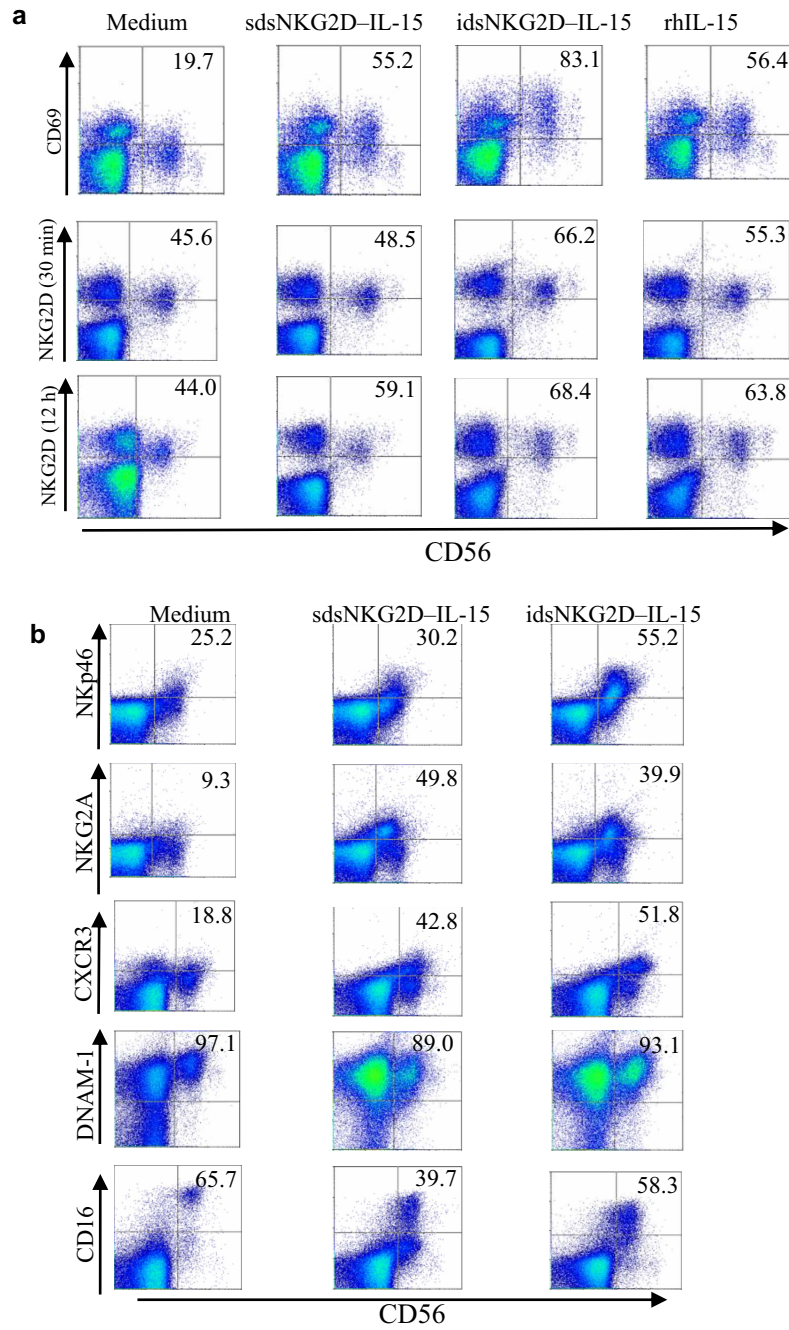 a
Medium sdsNKG2D–IL-15 idsNKG2D–IL-15 rhIL-15
CD69 19.7 55.2 83.1 56.4
NKG2D (30 min) 45.6 48.5 66.2 55.3
NKG2D (12 h) 44.0 59.1 68.4 63.8
CD56
b
Medium sdsNKG2D–IL-15 idsNKG2D–IL-15
NKp46 25.2 30.2 55.2
NKG2A 9.3 49.8 39.9
CXCR3 18.8 42.8 51.8
DNAM-1 97.1 89.0 93.1
CD16 65.7 39.7 58.3
CD56